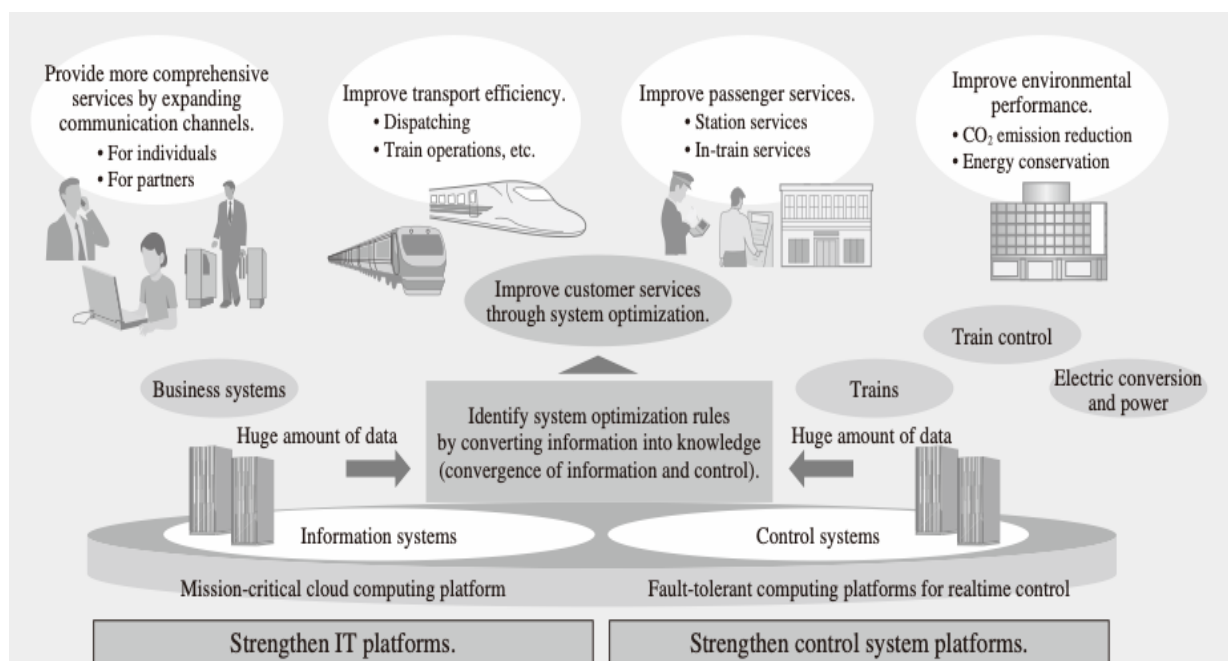 Provide more comprehensive
services by expanding
communication channels.
• For individuals
• For partners
Improve transport efficiency.
• Dispatching
• Train operations, etc.
Improve passenger services.
• Station services
• In-train services
Improve environmental
performance.
• CO₂ emission reduction
• Energy conservation
Improve customer services
through system optimization.
Train control
Business systems
Trains
Electric conversion
and power
Huge amount of data
Identify system optimization rules
by converting information into knowledge
(convergence of information and control).
Huge amount of data
Information systems
Control systems
Mission-critical cloud computing platform
Fault-tolerant computing platforms for realtime control
Strengthen IT platforms.
Strengthen control system platforms.